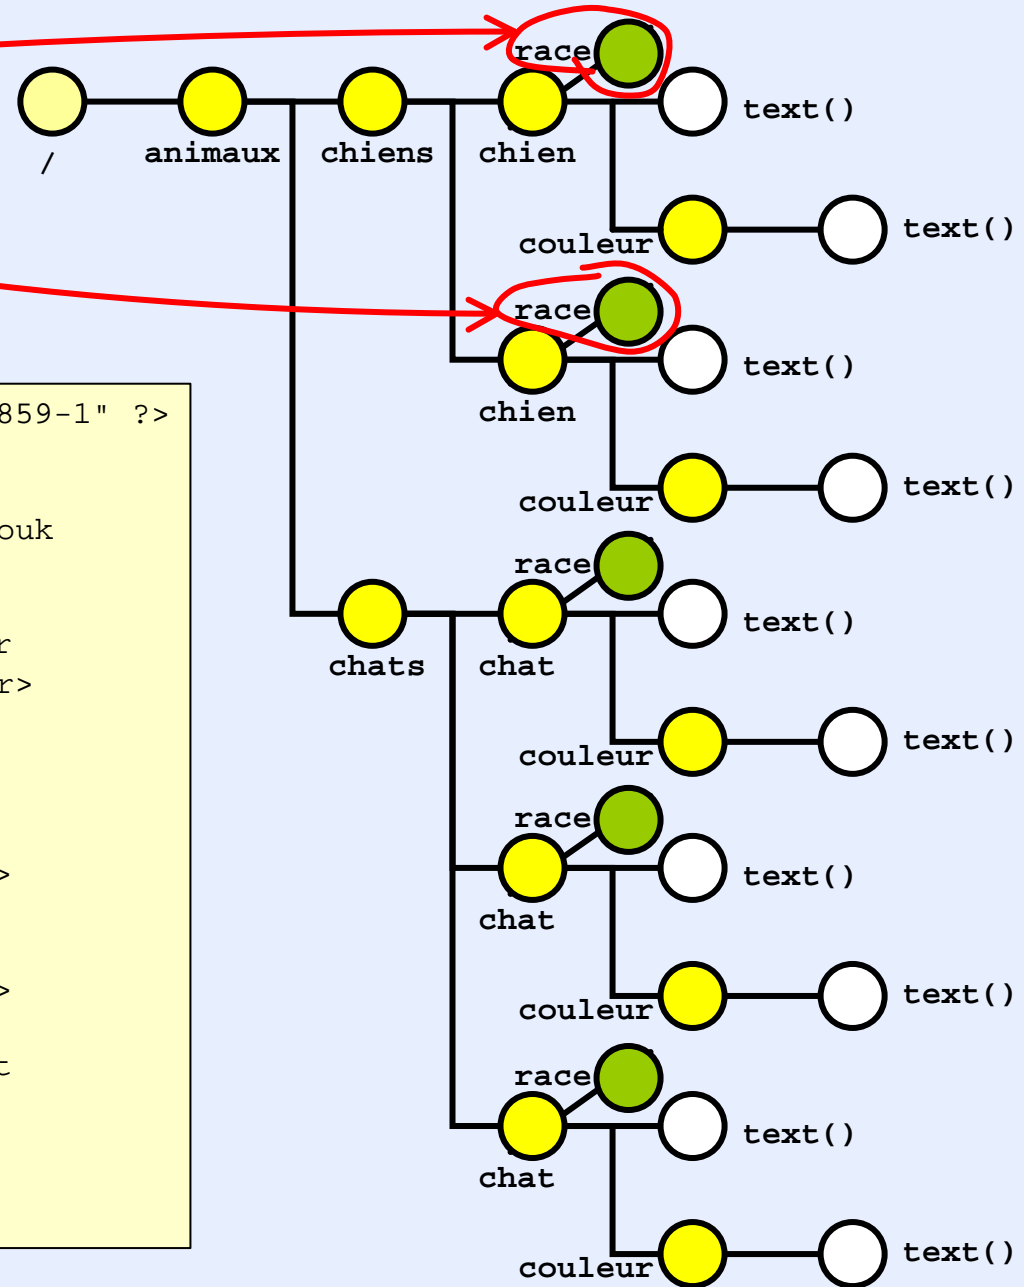 race
text()
/
animaux
chiens
chien
text()
couleur
race
text()
chien
859-1" ?>
text()
couleur
ouk
race
text()
r
chats
chat
r>
text()
couleur
race
>
text()
chat
>
text()
couleur
t
race
text()
chat
text()
couleur